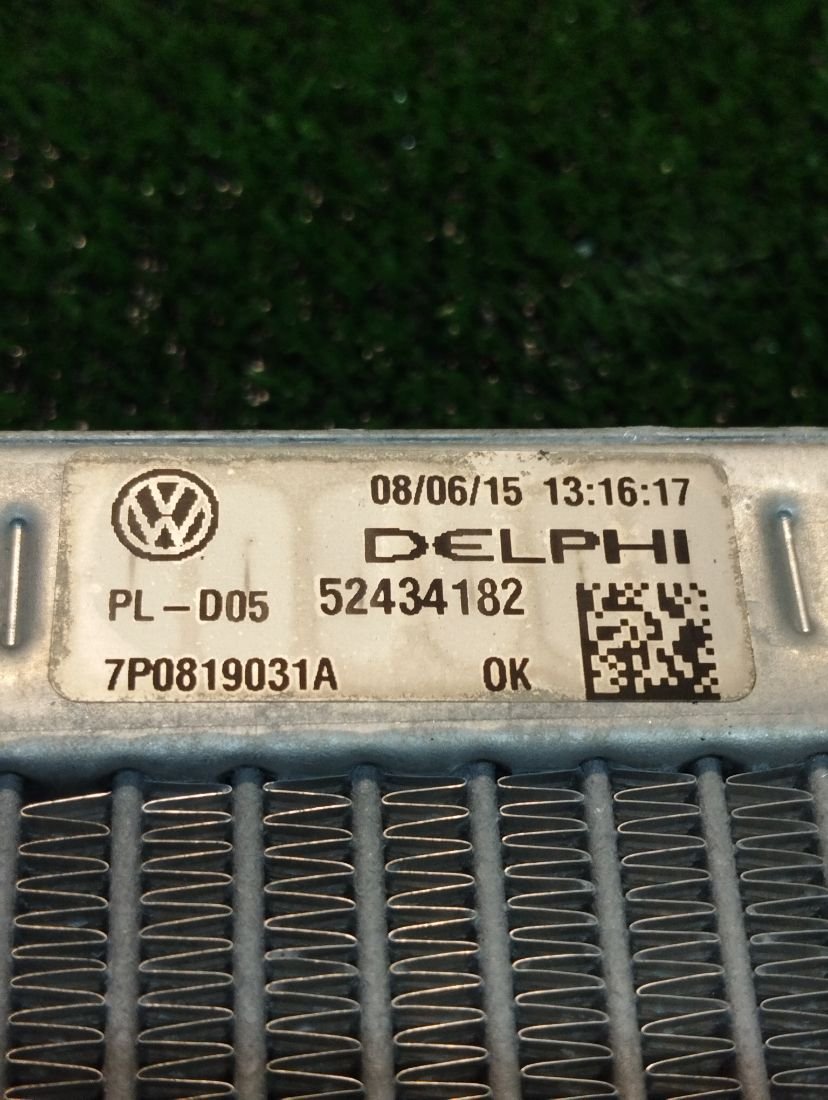 08/06/15 13:16:17
DELPHI
PL-D05 52434182
7P0819031A OK